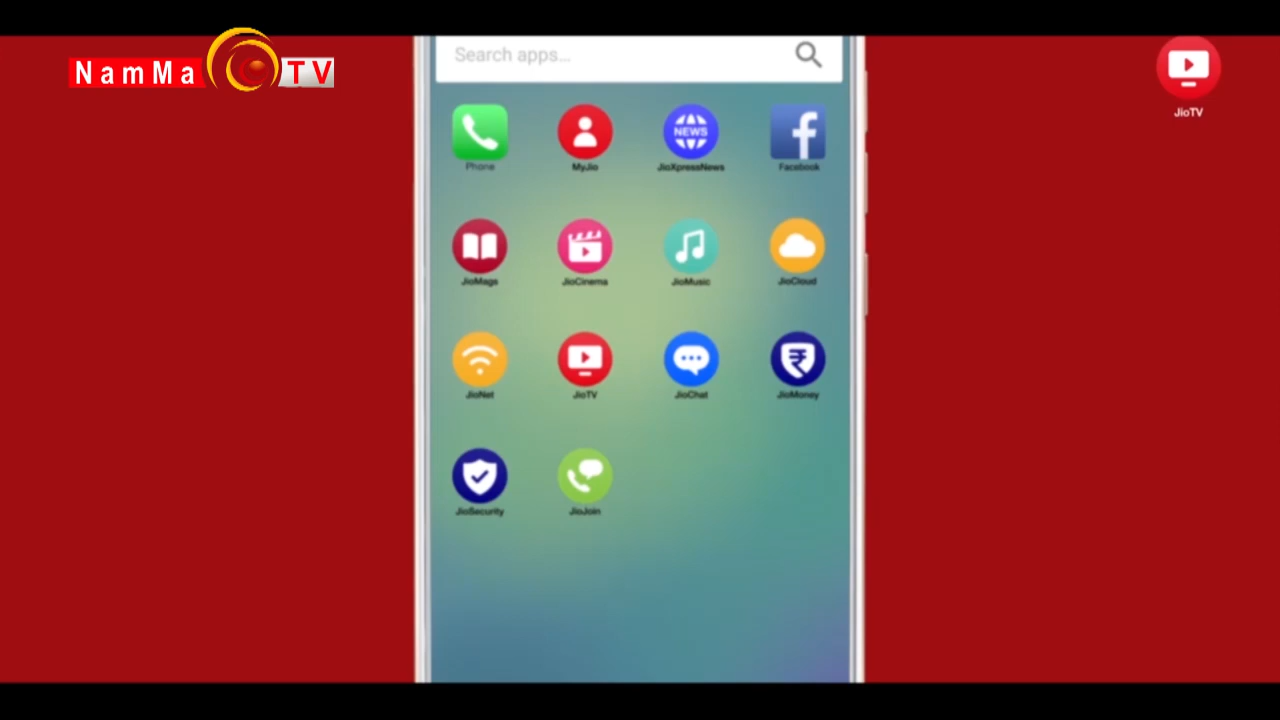 NamMa TV
Search apps...
JioTV
NEWS
Phone MyJio JioXpressNews Facebook
JioMags JioCinema JioMusic JioCloud
JioNet JioTV JioChat JioMoney
JioSecurity JioJoin